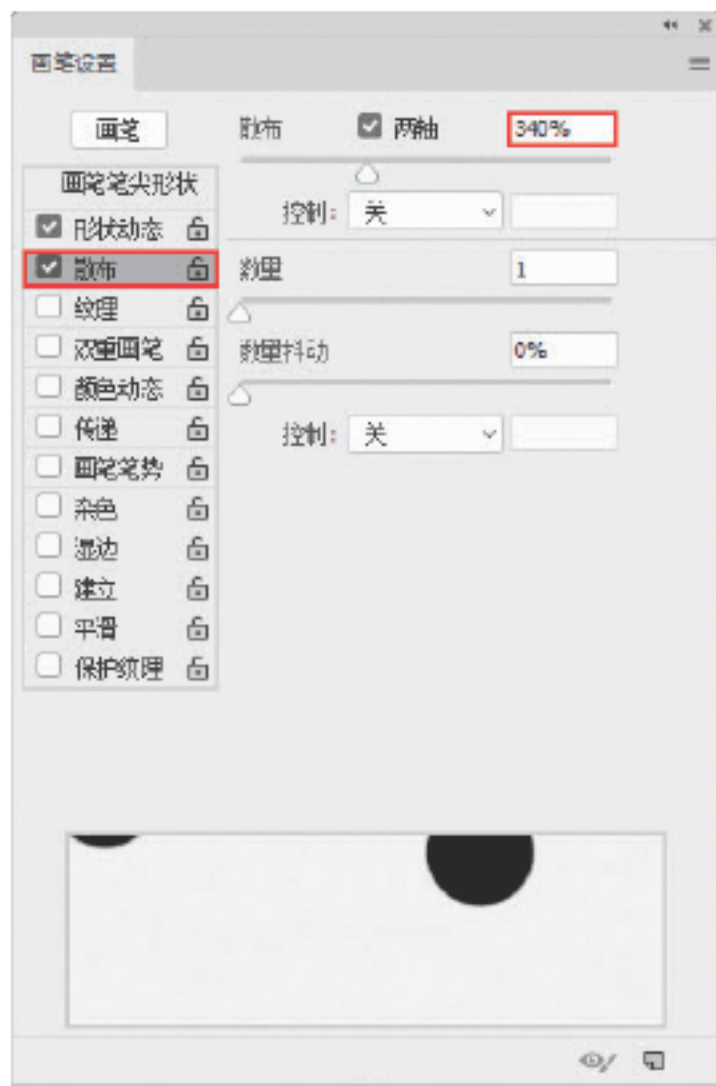 画笔设置
画笔
散布 两轴 340%
画笔笔尖形状
控制: 关
形状动态
散布
数量 1
纹理
双重画笔
数量抖动 0%
颜色动态
传递
控制: 关
画笔笔势
杂色
湿边
建立
平滑
保护纹理